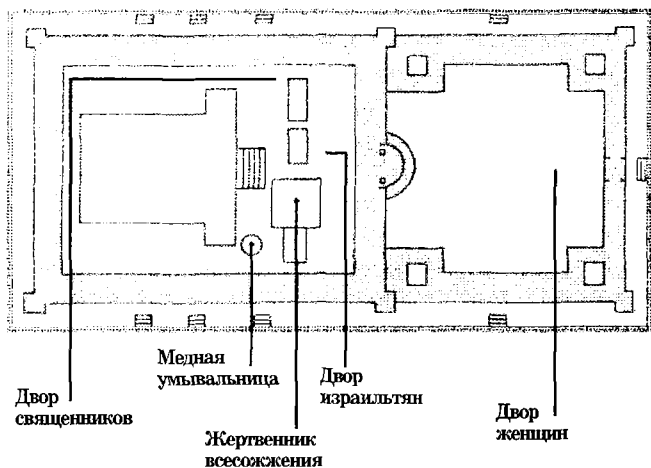 Медная
умывальница
Двор
израильтян
Двор
священников
Жертвенник
всесожжения
Двор
женщин